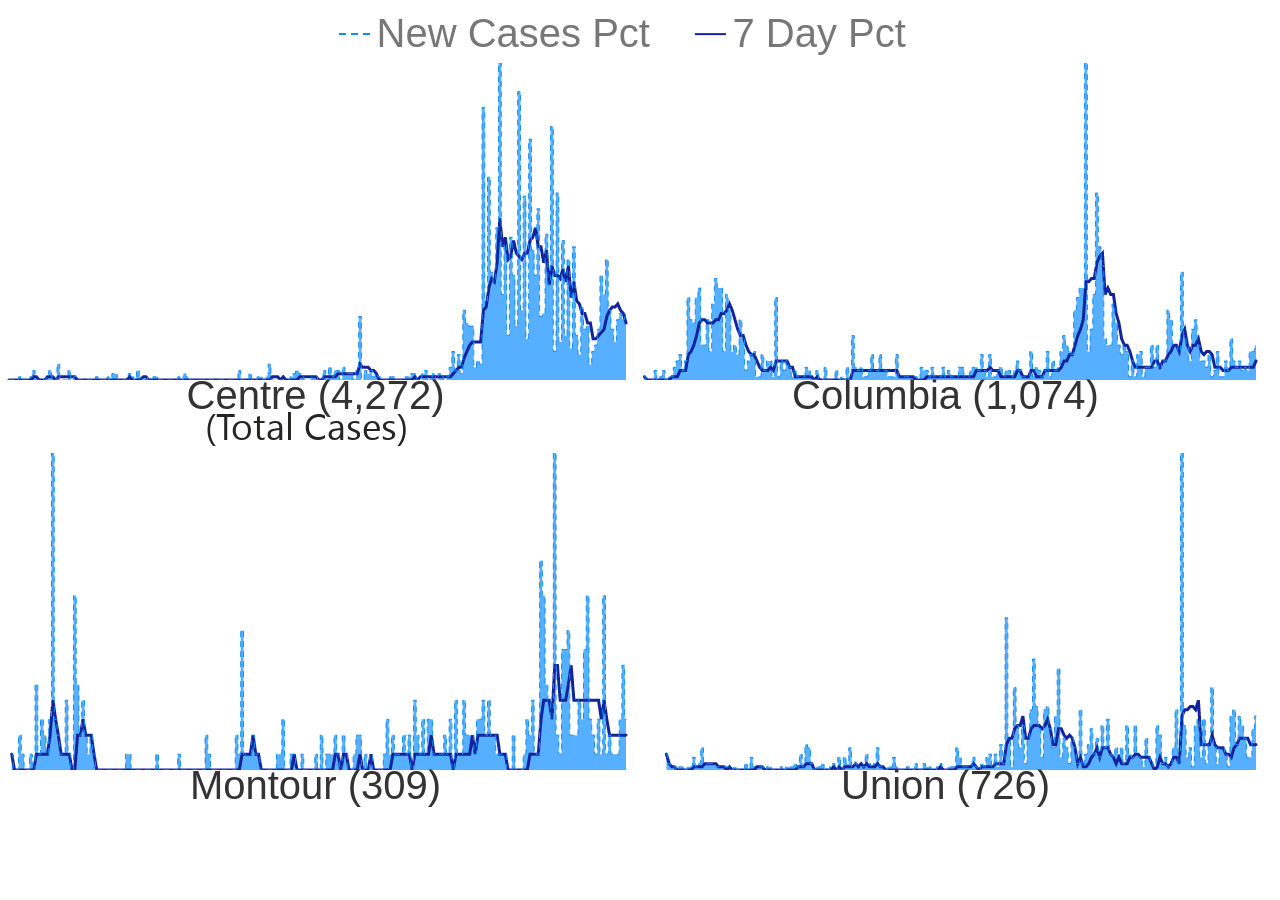 New Cases Pct 7 Day Pct
Centre (4,272) Columbia (1,074)
(Total Cases)
Montour (309) Union (726)